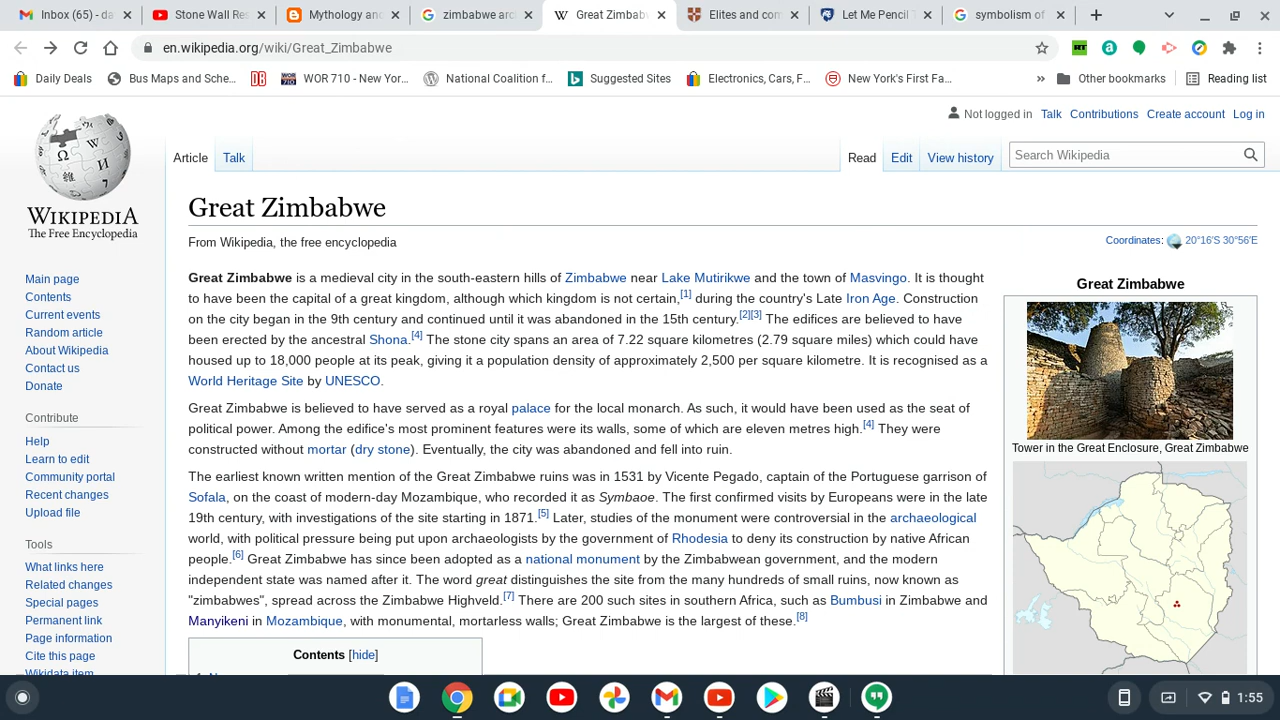 Inbox (65) - da
Stone Wall Res
Mythology and
zimbabwe arc
Great Zimbabw
Elites and com
Let Me Pencil T
symbolism of
en.wikipedia.org/wiki/Great_Zimbabwe
RT
Daily Deals
Bus Maps and Sche...
DB
WOR 710 - New Yor...
National Coalition f...
Suggested Sites
Electronics, Cars, F...
New York's First Fa...
»
Other bookmarks
Reading list
Not logged in Talk Contributions Create account Log in
Article Talk
Read Edit View history
Search Wikipedia
WIKIPEDIA
The Free Encyclopedia
Main page
Contents
Current events
Random article
About Wikipedia
Contact us
Donate
Contribute
Help
Learn to edit
Community portal
Recent changes
Upload file
Tools
What links here
Related changes
Special pages
Permanent link
Page information
Cite this page
Wikidata item
Great Zimbabwe
From Wikipedia, the free encyclopedia
Coordinates: 20°16′S 30°56′E
Great Zimbabwe is a medieval city in the south-eastern hills of Zimbabwe near Lake Mutirikwe and the town of Masvingo. It is thought
to have been the capital of a great kingdom, although which kingdom is not certain,[1] during the country's Late Iron Age. Construction
on the city began in the 9th century and continued until it was abandoned in the 15th century.[2][3] The edifices are believed to have
been erected by the ancestral Shona.[4] The stone city spans an area of 7.22 square kilometres (2.79 square miles) which could have
housed up to 18,000 people at its peak, giving it a population density of approximately 2,500 per square kilometre. It is recognised as a
World Heritage Site by UNESCO.
Great Zimbabwe is believed to have served as a royal palace for the local monarch. As such, it would have been used as the seat of
political power. Among the edifice's most prominent features were its walls, some of which are eleven metres high.[4] They were
constructed without mortar (dry stone). Eventually, the city was abandoned and fell into ruin.
The earliest known written mention of the Great Zimbabwe ruins was in 1531 by Vicente Pegado, captain of the Portuguese garrison of
Sofala, on the coast of modern-day Mozambique, who recorded it as Symbaoe. The first confirmed visits by Europeans were in the late
19th century, with investigations of the site starting in 1871.[5] Later, studies of the monument were controversial in the archaeological
world, with political pressure being put upon archaeologists by the government of Rhodesia to deny its construction by native African
people.[6] Great Zimbabwe has since been adopted as a national monument by the Zimbabwean government, and the modern
independent state was named after it. The word great distinguishes the site from the many hundreds of small ruins, now known as
"zimbabwes", spread across the Zimbabwe Highveld.[7] There are 200 such sites in southern Africa, such as Bumbusi in Zimbabwe and
Manyikeni in Mozambique, with monumental, mortarless walls; Great Zimbabwe is the largest of these.[8]
Contents [hide]
Great Zimbabwe
Tower in the Great Enclosure, Great Zimbabwe
1:55